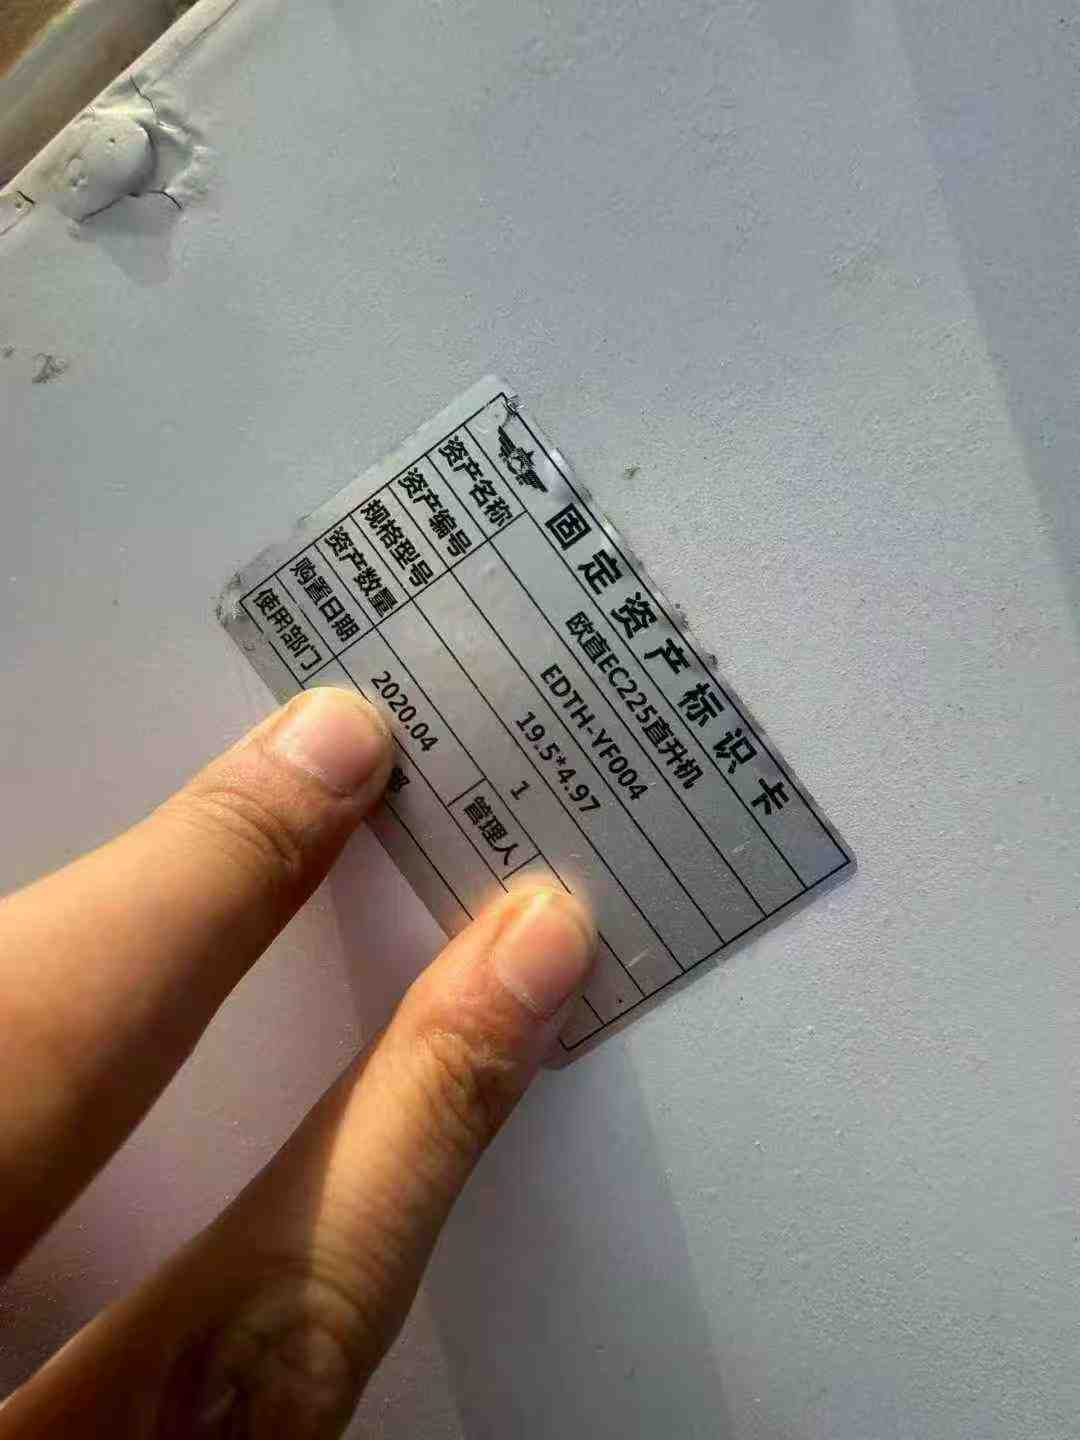 固定资产标识卡
资产名称 欧直EC225直升机
资产编号 EDTH-YF004
规格型号 19.5*4.97
资产数量 1
购置日期 2020.04 管理人
使用部门 部